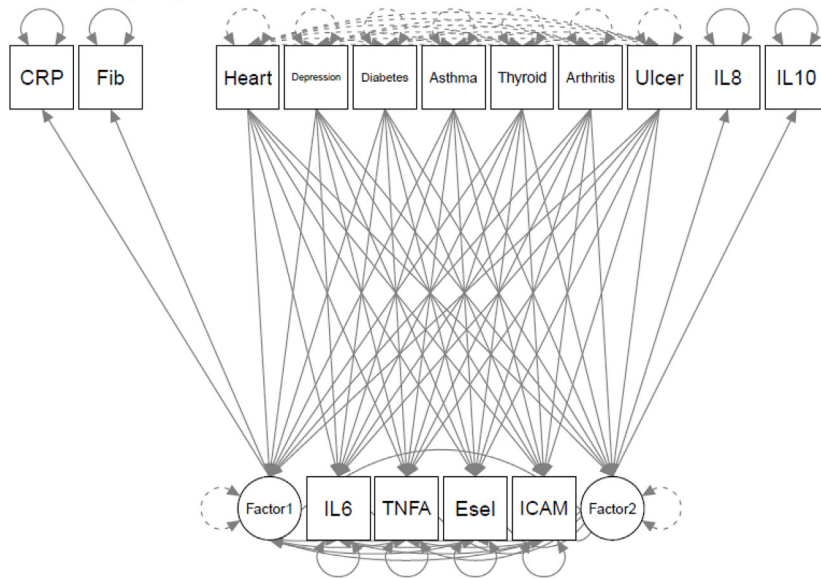 CRP Fib Heart Depression Diabetes Asthma Thyroid Arthritis Ulcer IL8 IL10
Factor1 IL6 TNFA Esel ICAM Factor2